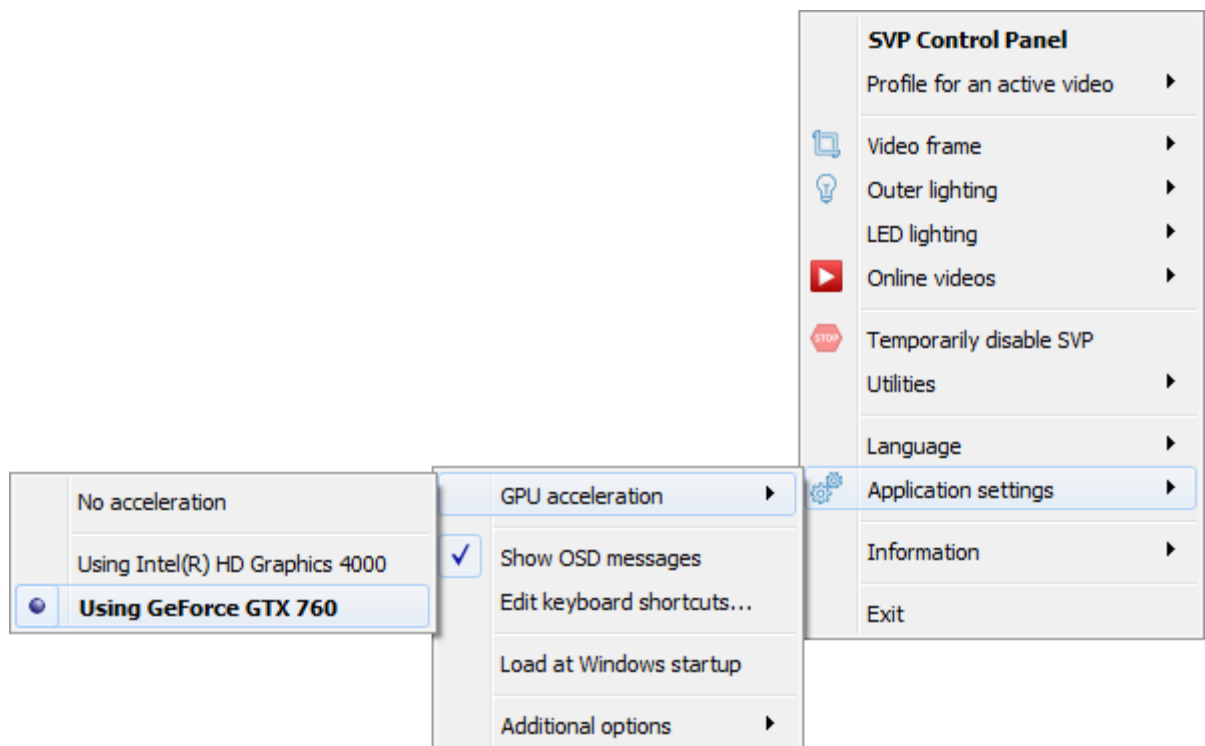 SVP Control Panel
Profile for an active video
Video frame
Outer lighting
LED lighting
Online videos
STOP
Temporarily disable SVP
Utilities
Language
Application settings
Information
Exit
GPU acceleration
Show OSD messages
Edit keyboard shortcuts...
Load at Windows startup
Additional options
No acceleration
Using Intel(R) HD Graphics 4000
Using GeForce GTX 760